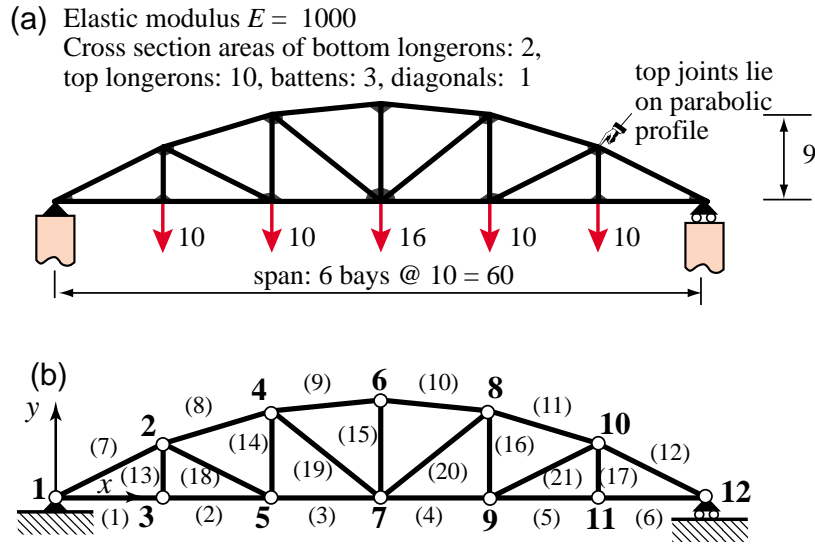 (a) Elastic modulus E = 1000
Cross section areas of bottom longerons: 2,
top longerons: 10, battens: 3, diagonals: 1
top joints lie
on parabolic
profile
9
10 10 16 10 10
span: 6 bays @ 10 = 60
(b)
y
4 (9) 6 (10) 8
(8) (11)
2 (14) (15) (16) 10
(7) (13) (18) (19) (20) (21) (17) (12)
1 x 12
(1) 3 (2) 5 (3) 7 (4) 9 (5) 11 (6)